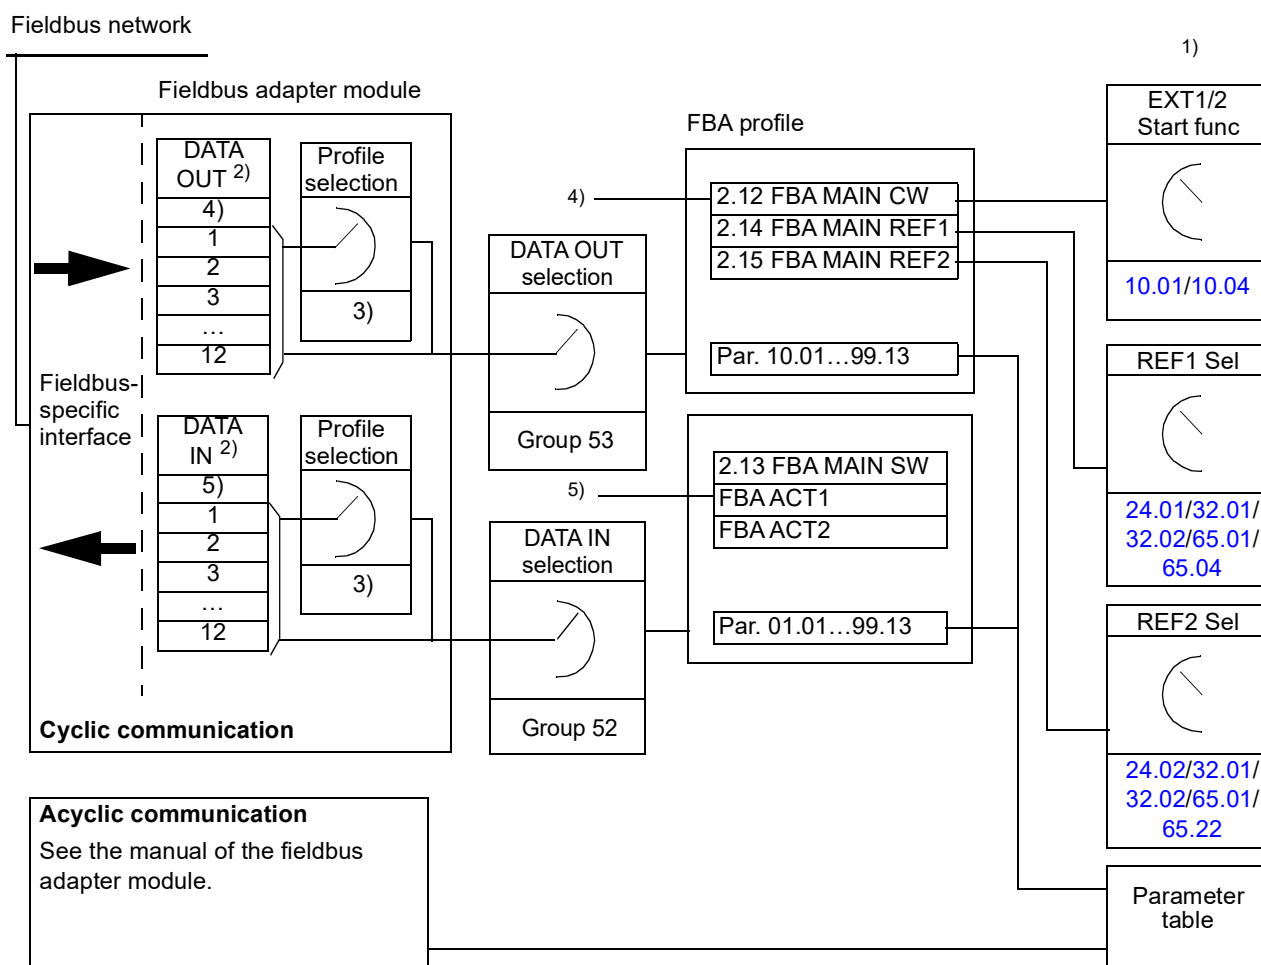 Fieldbus network
1)
Fieldbus adapter module
EXT1/2
Start func
10.01/10.04
FBA profile
DATA
OUT 2)
4)
1
2
3
…
12
Profile
selection
3)
4)
2.12 FBA MAIN CW
2.14 FBA MAIN REF1
2.15 FBA MAIN REF2
Par. 10.01…99.13
DATA OUT
selection
Group 53
REF1 Sel
24.01/32.01/
32.02/65.01/
65.04
Fieldbus-
specific
interface
DATA
IN 2)
5)
1
2
3
…
12
Profile
selection
3)
5)
2.13 FBA MAIN SW
FBA ACT1
FBA ACT2
Par. 01.01…99.13
DATA IN
selection
Group 52
REF2 Sel
24.02/32.01/
32.02/65.01/
65.22
Cyclic communication
Acyclic communication
See the manual of the fieldbus
adapter module.
Parameter
table